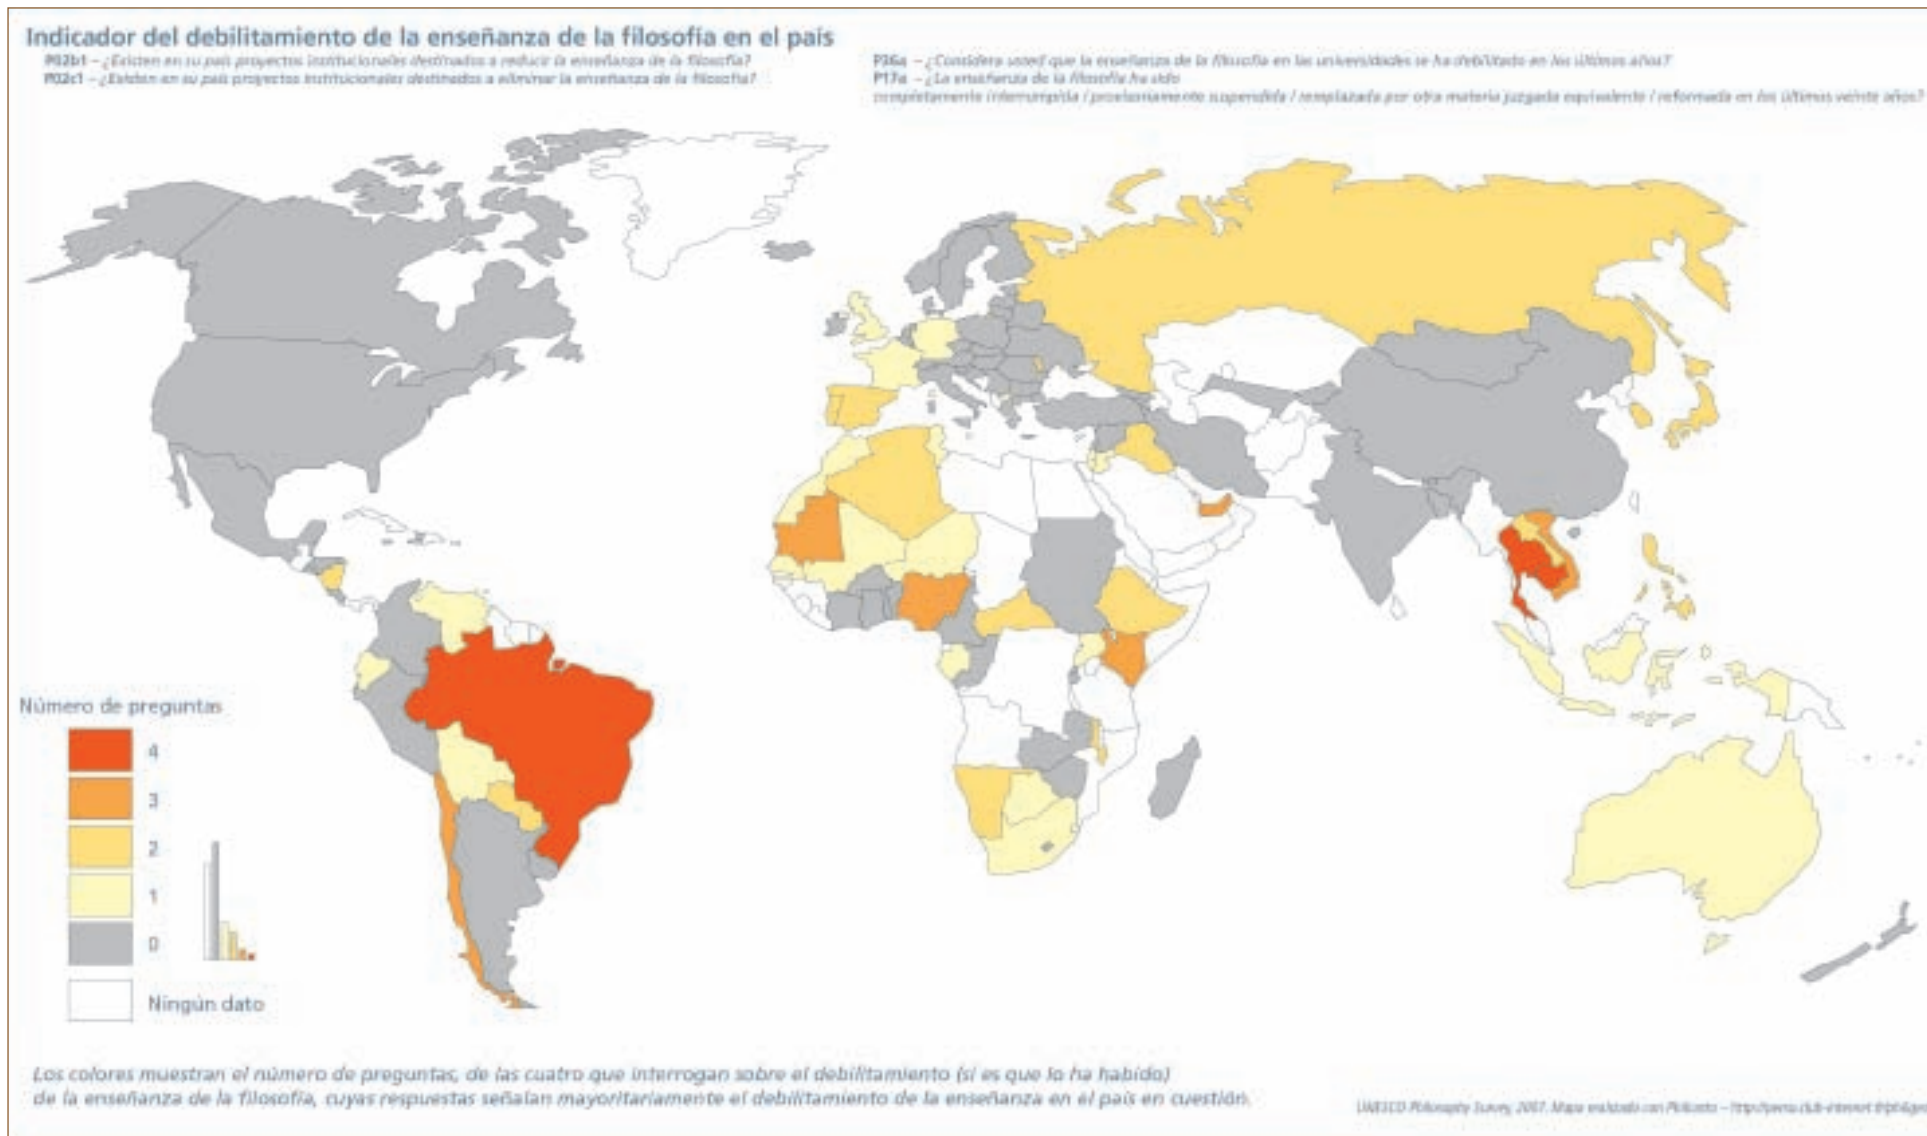 Indicador del debilitamiento de la enseñanza de la filosofía en el país
P02b1 – ¿Existen en su país proyectos institucionales destinados a reducir la enseñanza de la filosofía?
P02c1 – ¿Existen en su país proyectos institucionales destinados a eliminar la enseñanza de la filosofía?
P36a – ¿Considera usted que la enseñanza de la filosofía en las universidades se ha debilitado en los últimos años?
P17a – ¿La enseñanza de la filosofía ha sido
completamente interrumpida / provisoriamente suspendida / remplazada por otra materia juzgada equivalente / reformada en los últimos veinte años?
Número de preguntas
4
3
2
1
0
Ningún dato
Los colores muestran el número de preguntas, de las cuatro que interrogan sobre el debilitamiento (si es que lo ha habido)
de la enseñanza de la filosofía, cuyas respuestas señalan mayoritariamente el debilitamiento de la enseñanza en el país en cuestión.
UNESCO Philosophy Survey, 2007. Mapa realizado con Philcarto –